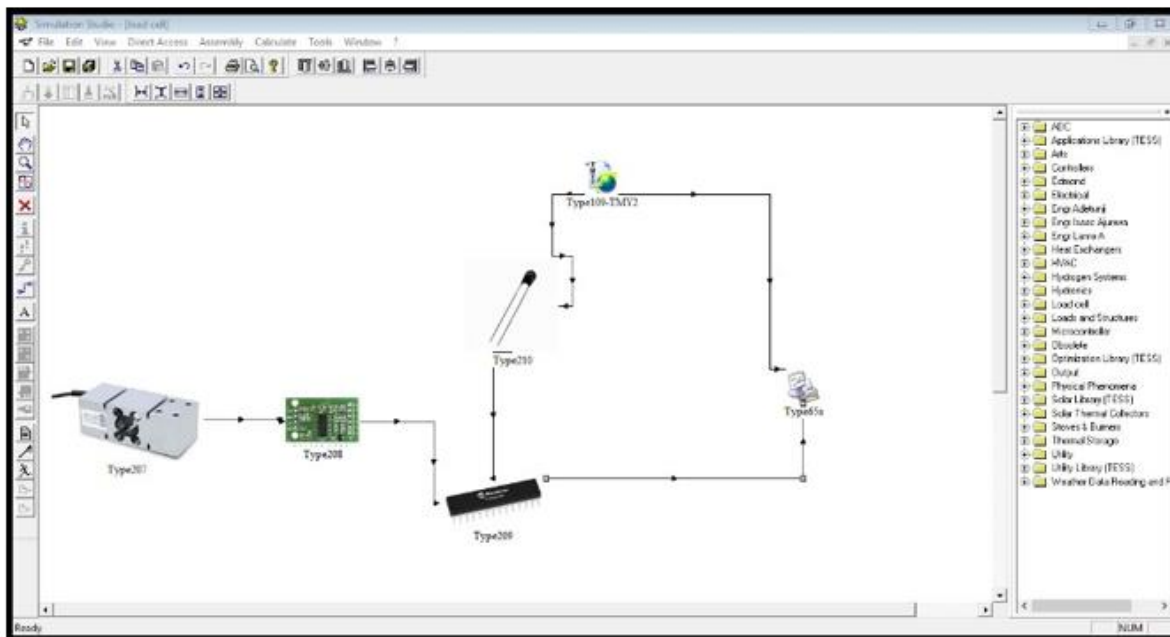 Simulation Studio - [load cell]
File Edit View Direct Access Assembly Calculate Tools Window ?
Type109-TMY2
Type210
Type65a
Type207
Type208
Type209
ABC
Applications Library (TESS)
Arts
Controllers
Edmond
Electrical
Engr Adetunji
Engr Isaac Ajunwa
Engr Lanre A
Heat Exchangers
HVAC
Hydrogen Systems
Hydronics
Load cell
Loads and Structures
Microcontroller
Obsolete
Optimization Library (TESS)
Output
Physical Phenomena
Solar Library (TESS)
Solar Thermal Collectors
Stoves & Burners
Thermal Storage
Utility
Utility Library (TESS)
Weather Data Reading and P
Ready
NUM